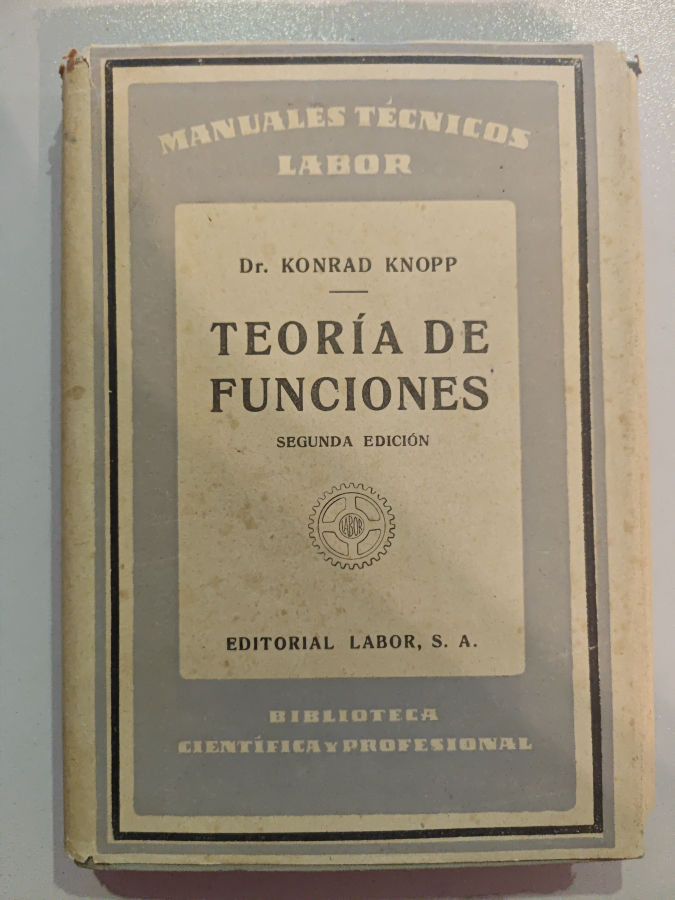 MANUALES TÉCNICOS
LABOR
Dr. KONRAD KNOPP
TEORÍA DE
FUNCIONES
SEGUNDA EDICIÓN
LABOR
EDITORIAL LABOR, S. A.
BIBLIOTECA
CIENTÍFICA Y PROFESIONAL